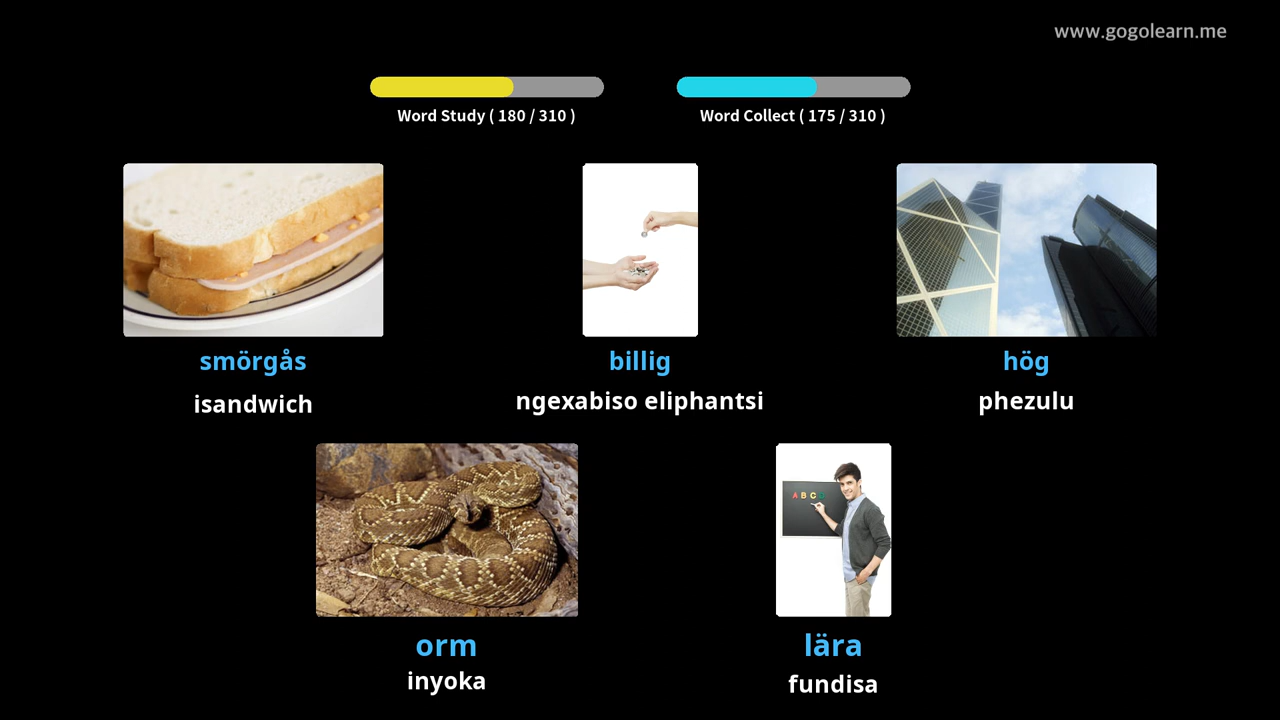 www.gogolearn.me
Word Study ( 180 / 310 )
Word Collect ( 175 / 310 )
smörgås
isandwich
billig
ngexabiso eliphantsi
hög
phezulu
A B C D
orm
inyoka
lära
fundisa